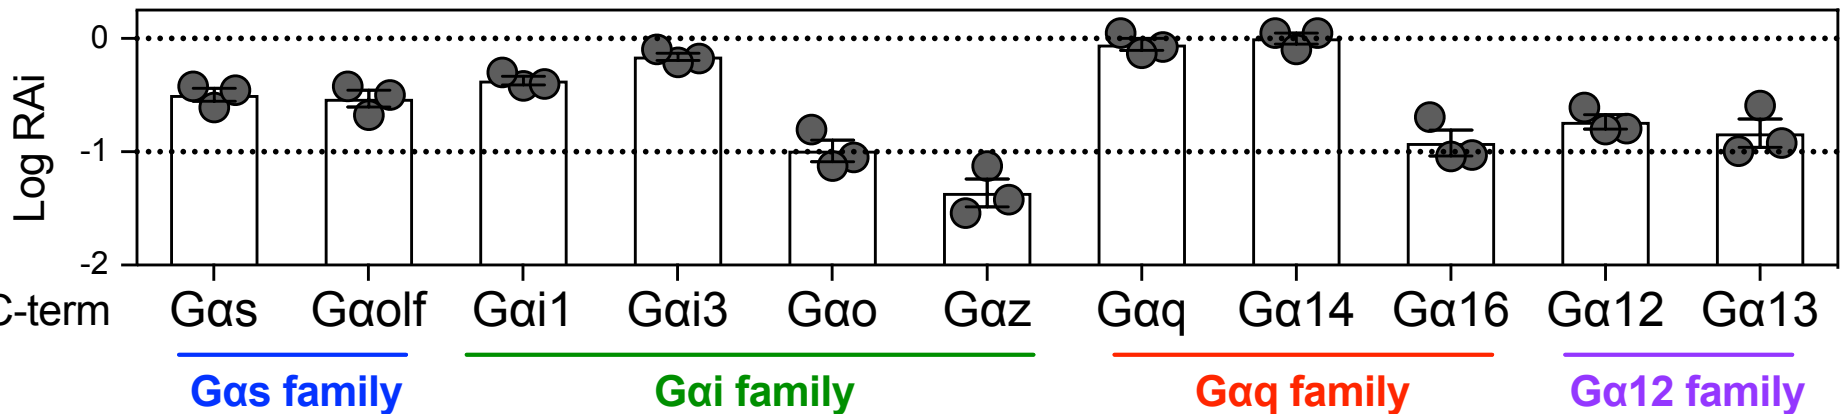 Log RAi
0
-1
-2
C-term Gαs Gαolf Gαi1 Gαi3 Gαo Gαz Gαq Gα14 Gα16 Gα12 Gα13
Gαs family Gαi family Gαq family Gα12 family